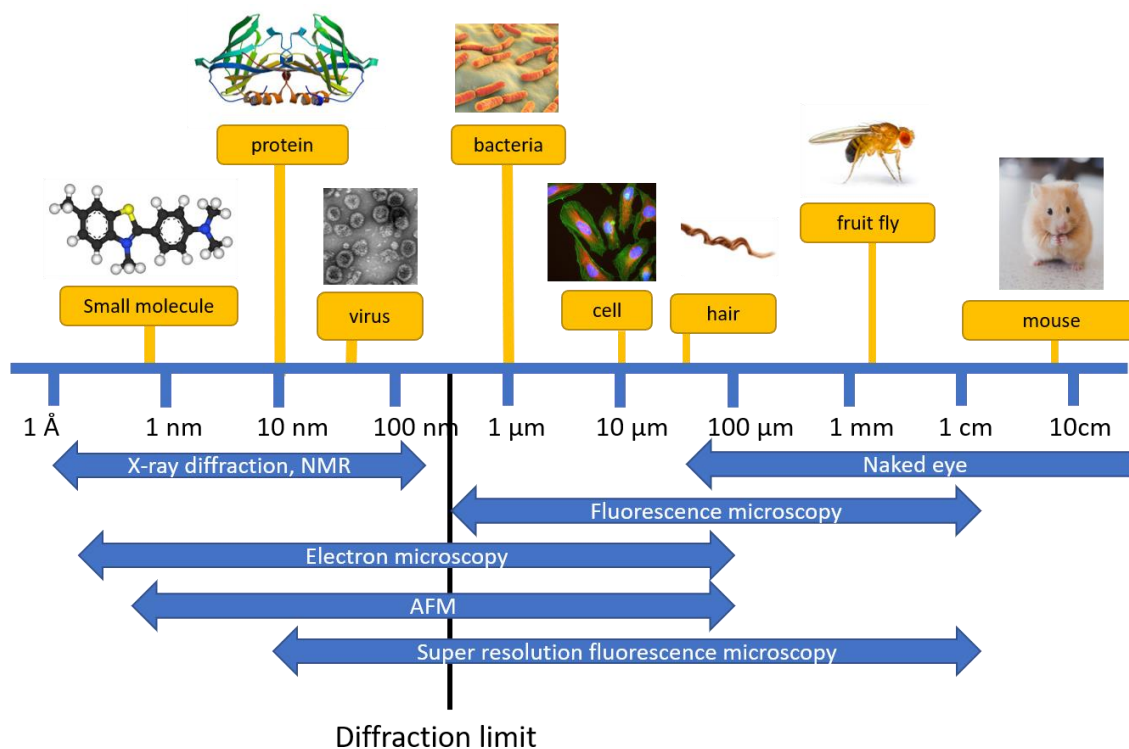 protein
bacteria
fruit fly
Small molecule
virus
cell
hair
mouse
1 Å
1 nm
10 nm
100 nm
1 µm
10 µm
100 µm
1 mm
1 cm
10cm
X-ray diffraction, NMR
Naked eye
Fluorescence microscopy
Electron microscopy
AFM
Super resolution fluorescence microscopy
Diffraction limit